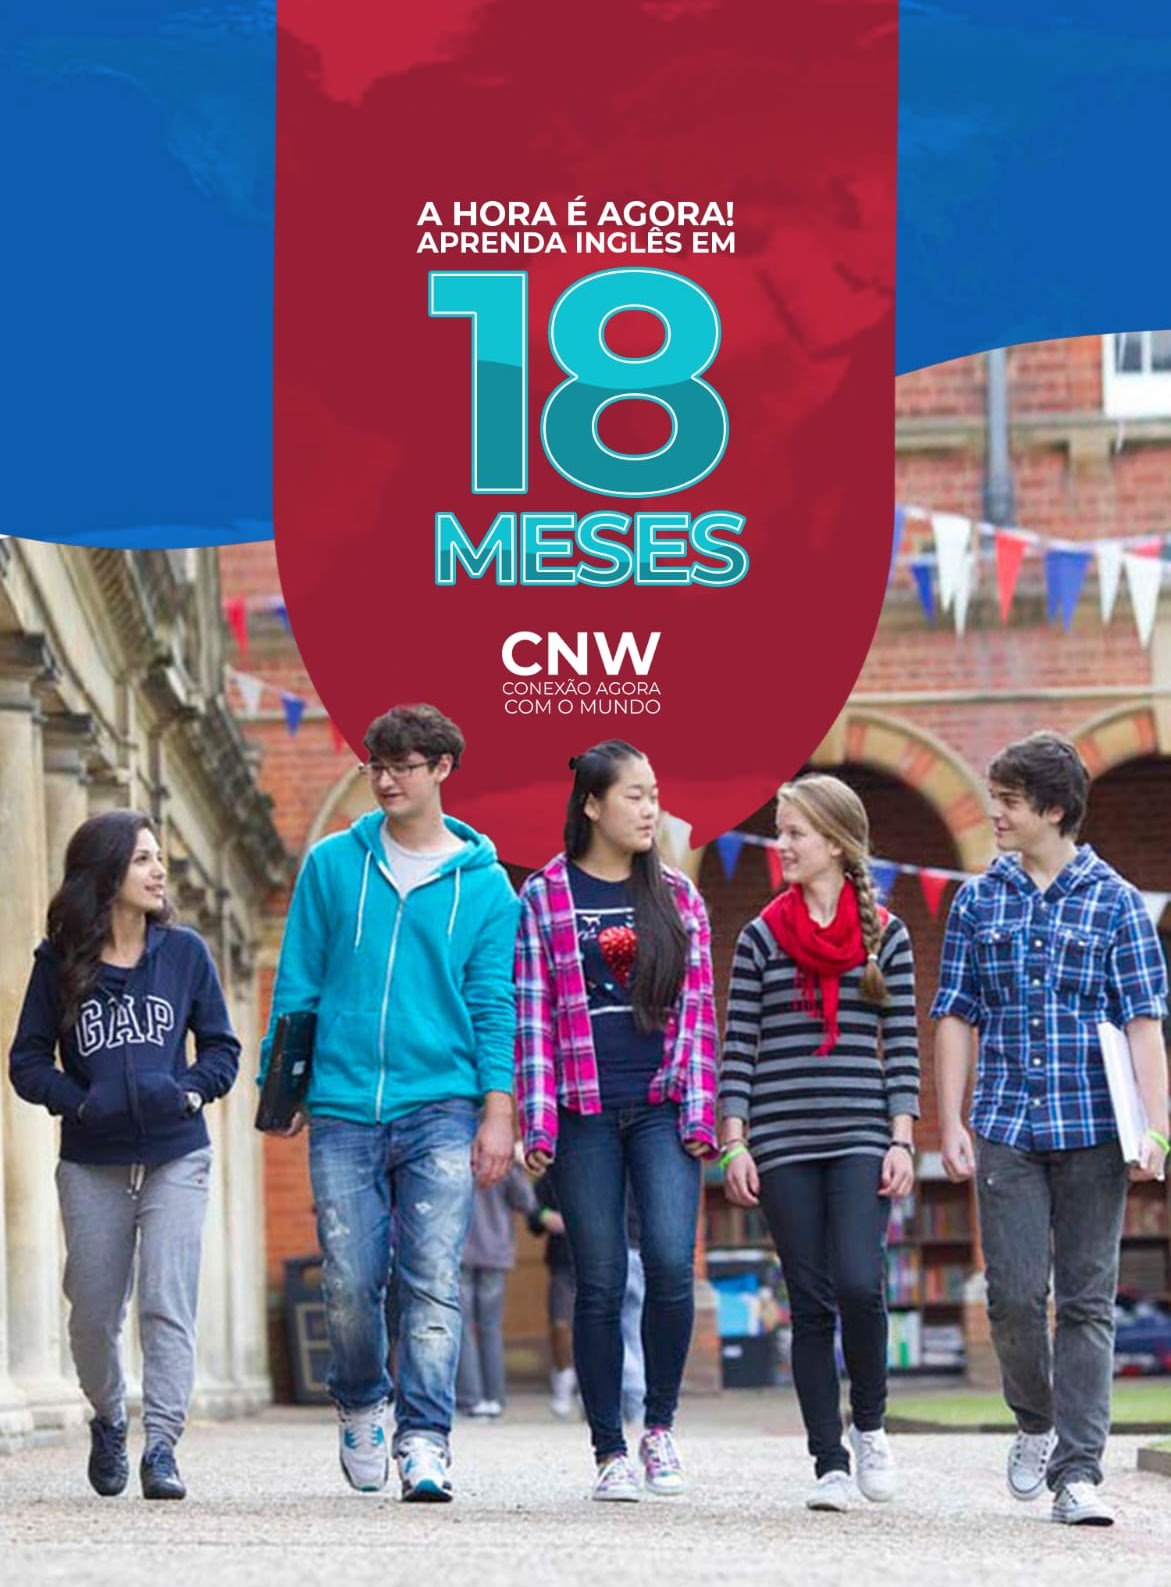 A HORA É AGORA!
APRENDA INGLÊS EM
18
MESES
CNW
CONEXÃO AGORA
COM O MUNDO
GAP